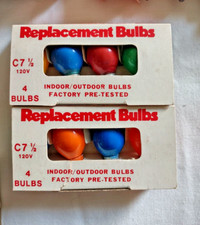 Replacement Bulbs
C7 ½
120V
4
BULBS
INDOOR/OUTDOOR BULBS
FACTORY PRE-TESTED
Replacement Bulbs
C7 ½
120V
4
BULBS
INDOOR/OUTDOOR BULBS
FACTORY PRE-TESTED